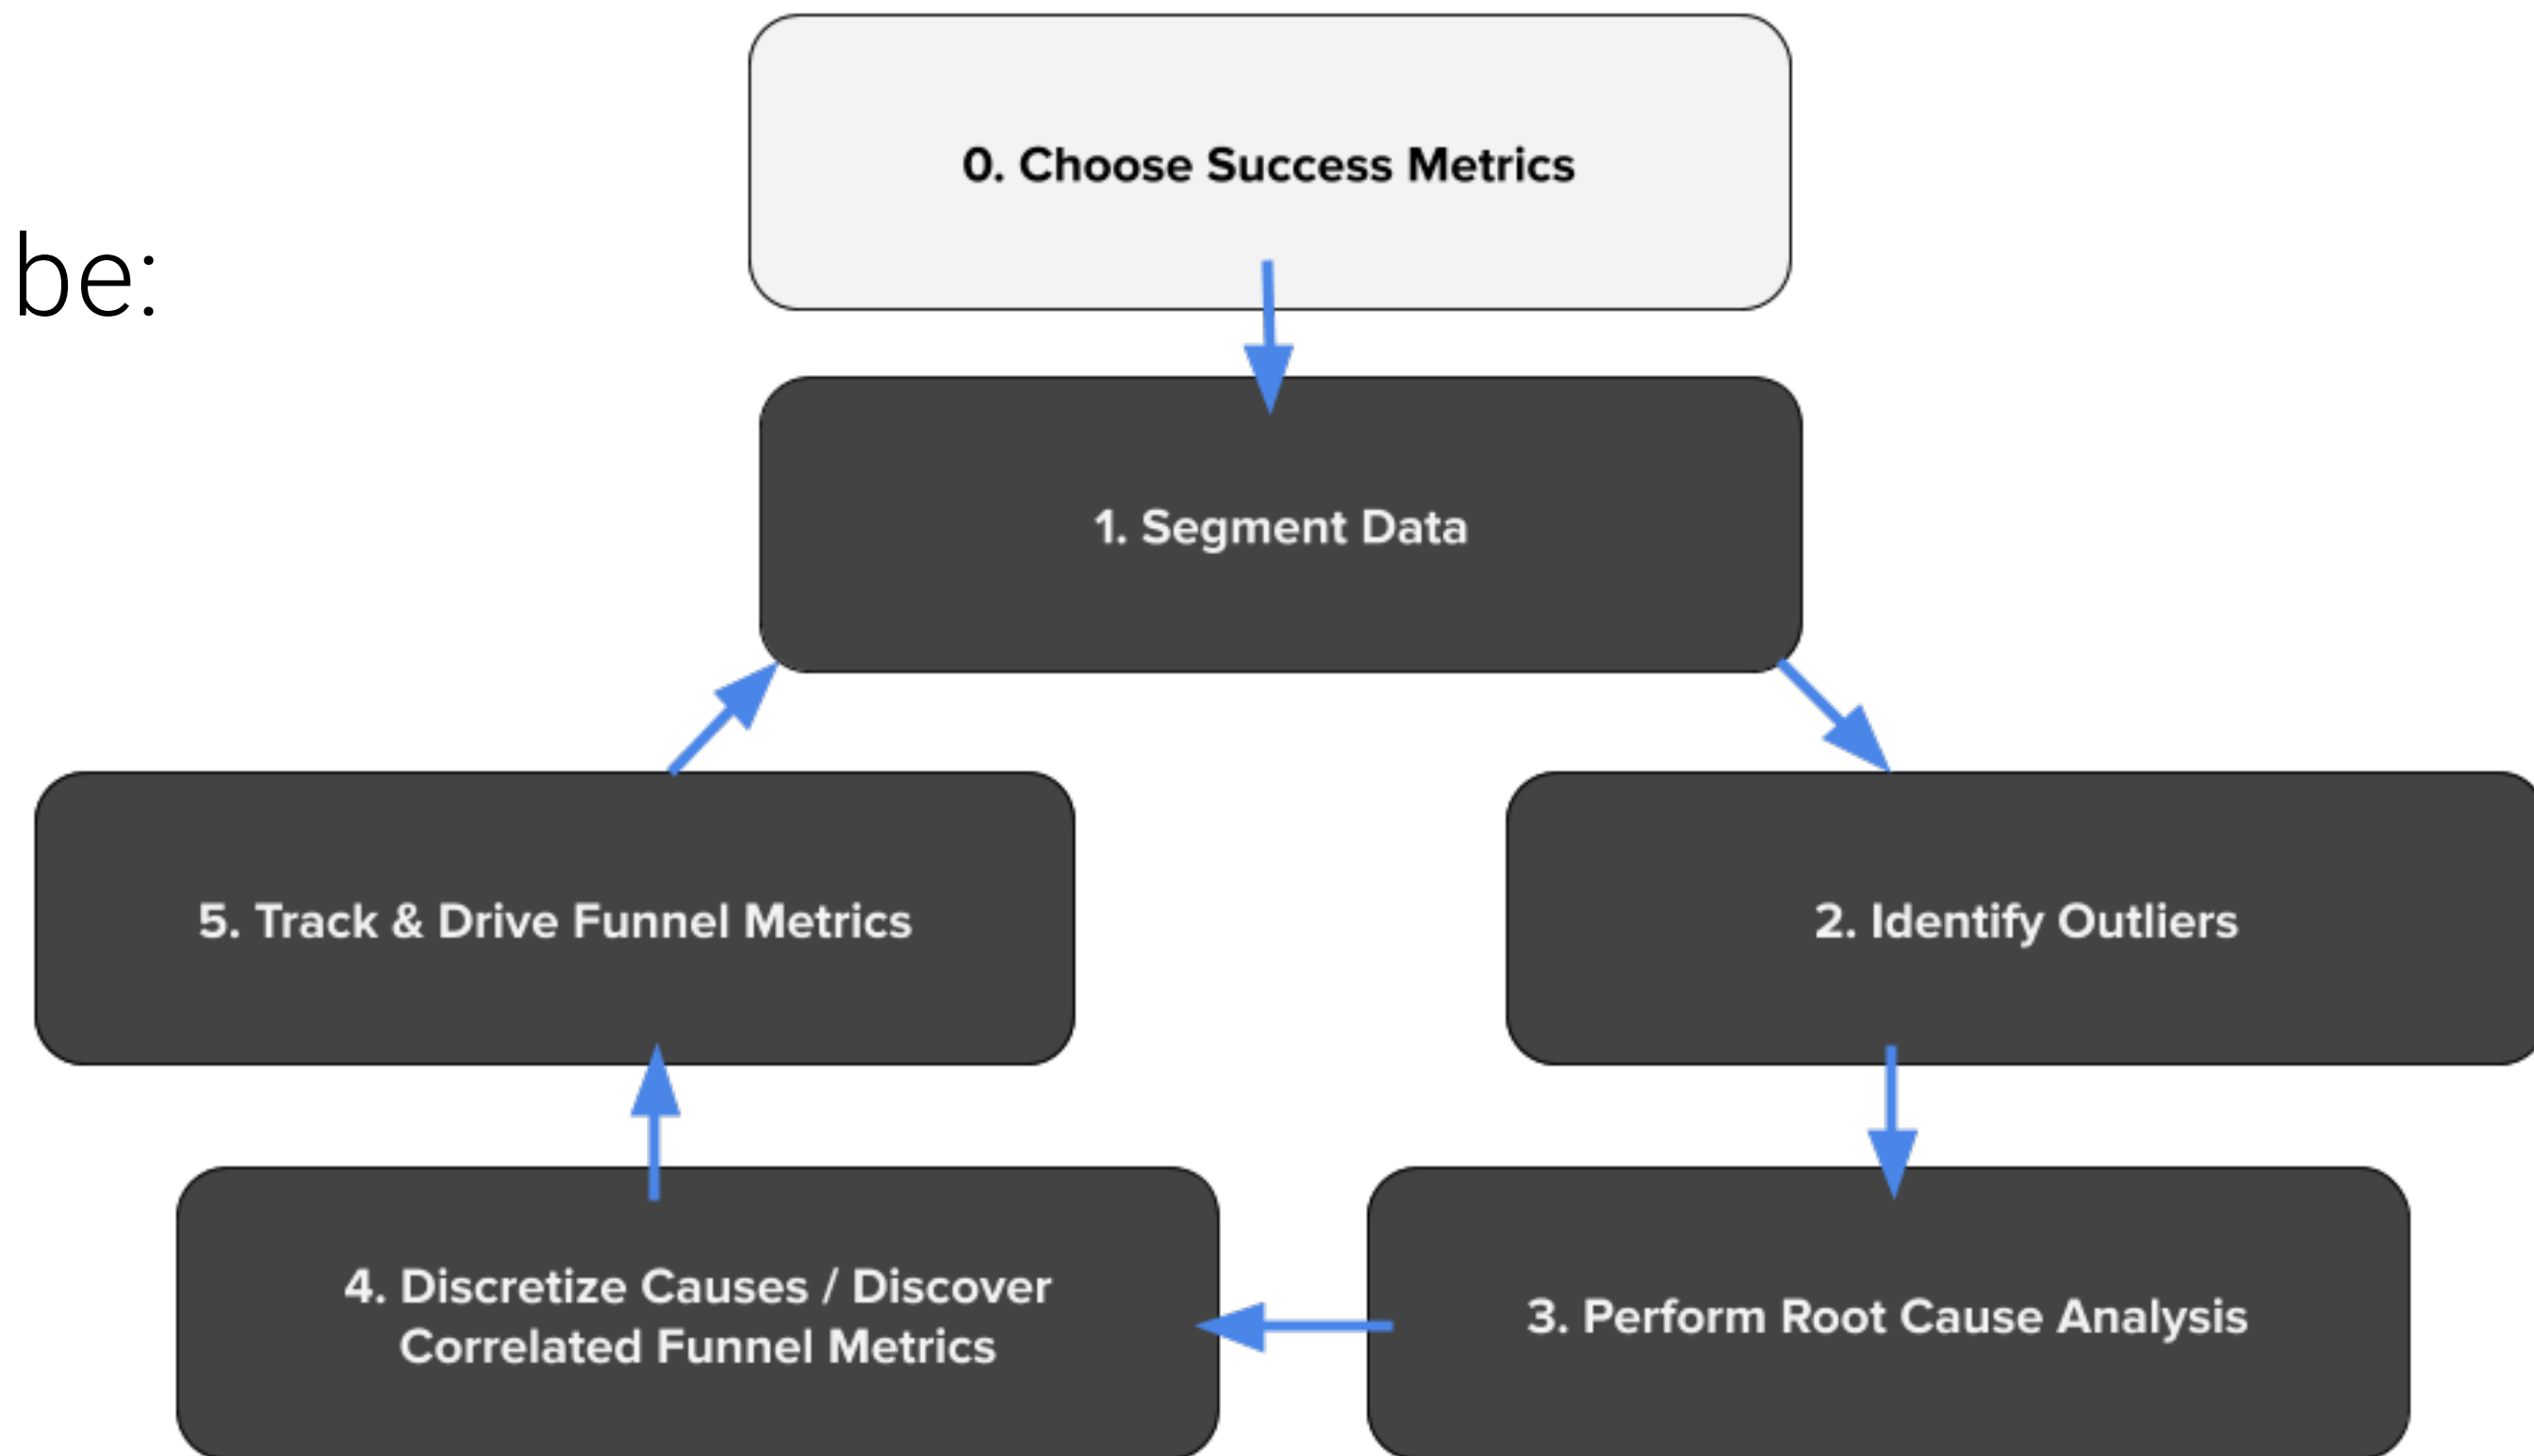 be:
0. Choose Success Metrics
1. Segment Data
5. Track & Drive Funnel Metrics
2. Identify Outliers
4. Discretize Causes / Discover
Correlated Funnel Metrics
3. Perform Root Cause Analysis